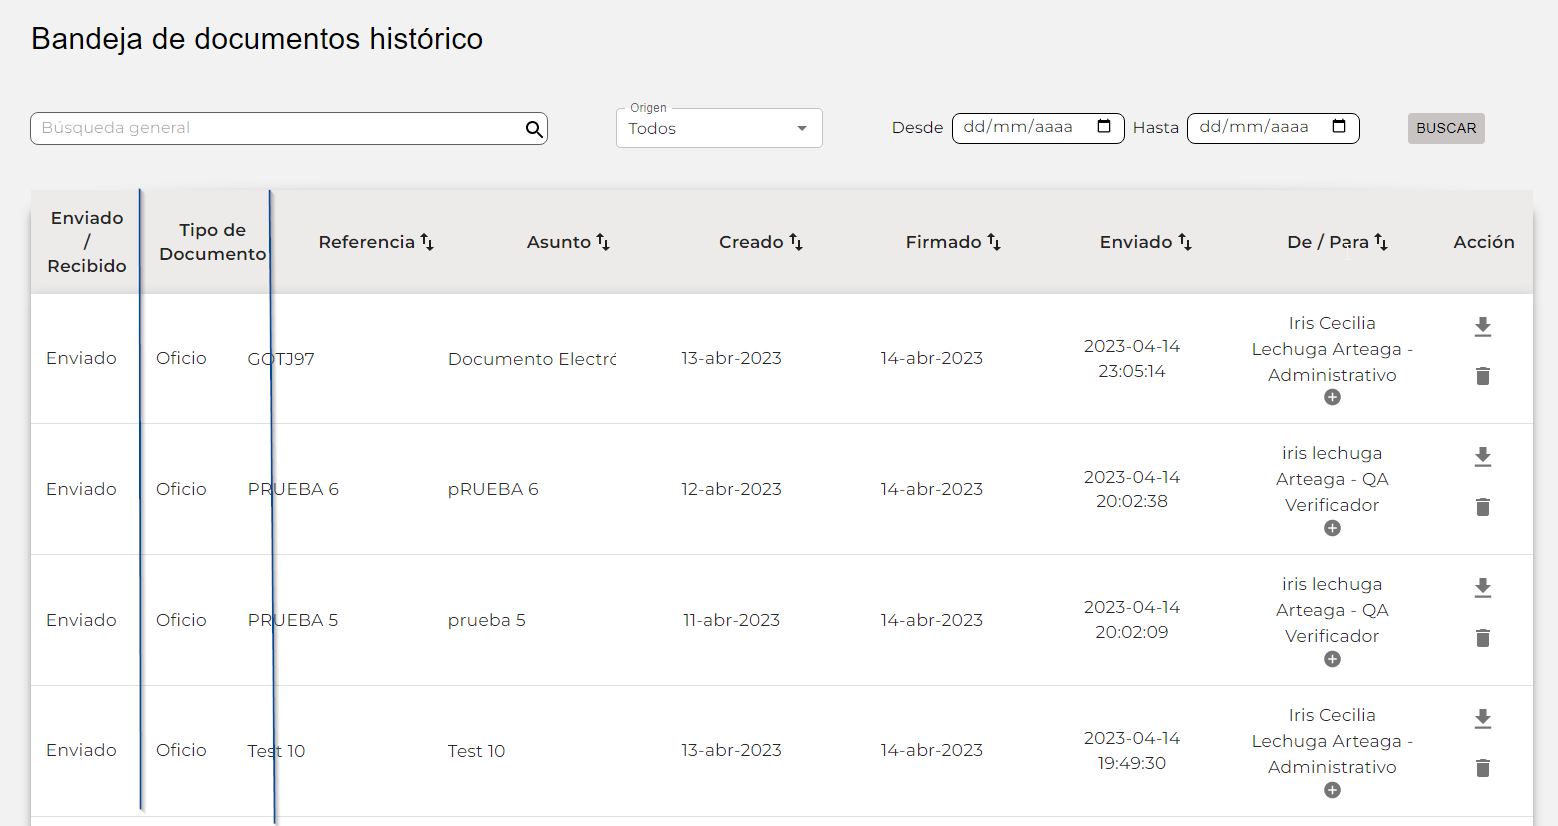 Bandeja de documentos histórico
Origen
Búsqueda general
Todos
Desde dd/mm/aaaa Hasta dd/mm/aaaa BUSCAR
Enviado / Recibido
Tipo de Documento
Referencia
Asunto
Creado
Firmado
Enviado
De / Para
Acción
Enviado Oficio GOTJ97 Documento Electró 13-abr-2023 14-abr-2023
2023-04-14
23:05:14
Iris Cecilia
Lechuga Arteaga -
Administrativo
Enviado Oficio PRUEBA 6 pRUEBA 6 12-abr-2023 14-abr-2023
2023-04-14
20:02:38
iris lechuga
Arteaga - QA
Verificador
Enviado Oficio PRUEBA 5 prueba 5 11-abr-2023 14-abr-2023
2023-04-14
20:02:09
iris lechuga
Arteaga - QA
Verificador
Enviado Oficio Test 10 Test 10 13-abr-2023 14-abr-2023
2023-04-14
19:49:30
Iris Cecilia
Lechuga Arteaga -
Administrativo